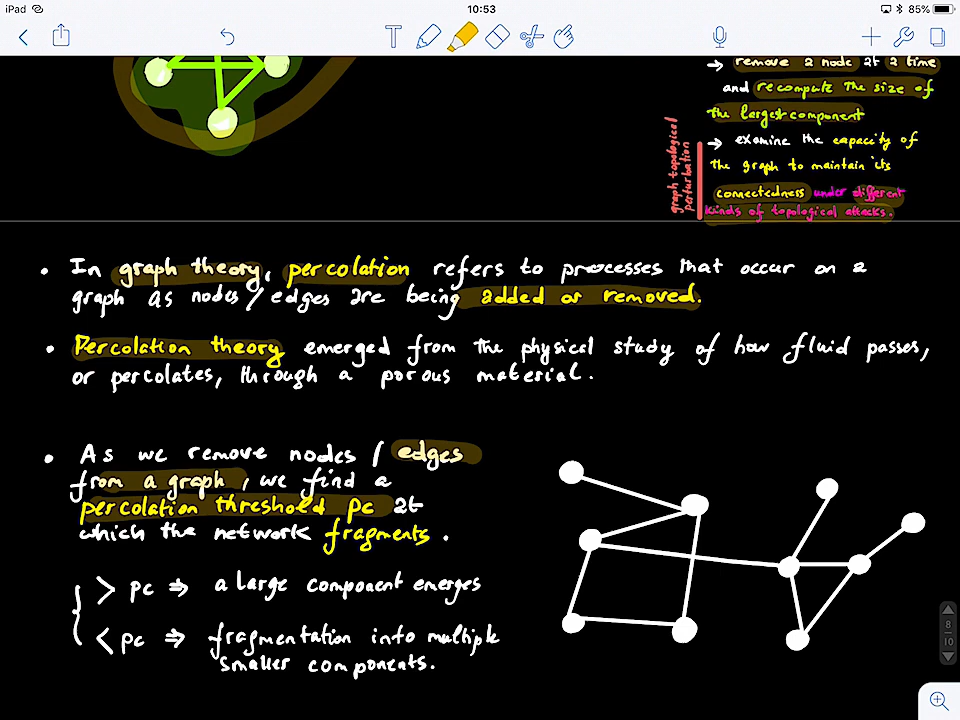 iPad
10:53
85%
→ remove a node at a time
and recompute the size of
the largest component
→ examine the capacity of
the graph to maintain its
connectedness under different
kinds of topological attacks.
graph topological
perturbation
• In graph theory, percolation refers to processes that occur on a
graph as nodes/edges are being added or removed.
• Percolation theory emerged from the physical study of how fluid passes,
or percolates, through a porous material.
• As we remove nodes / edges
from a graph, we find a
percolation threshold pc at
which the network fragments.
> pc ⇒ a large component emerges
< pc ⇒ fragmentation into multiple
smaller components.
8
10